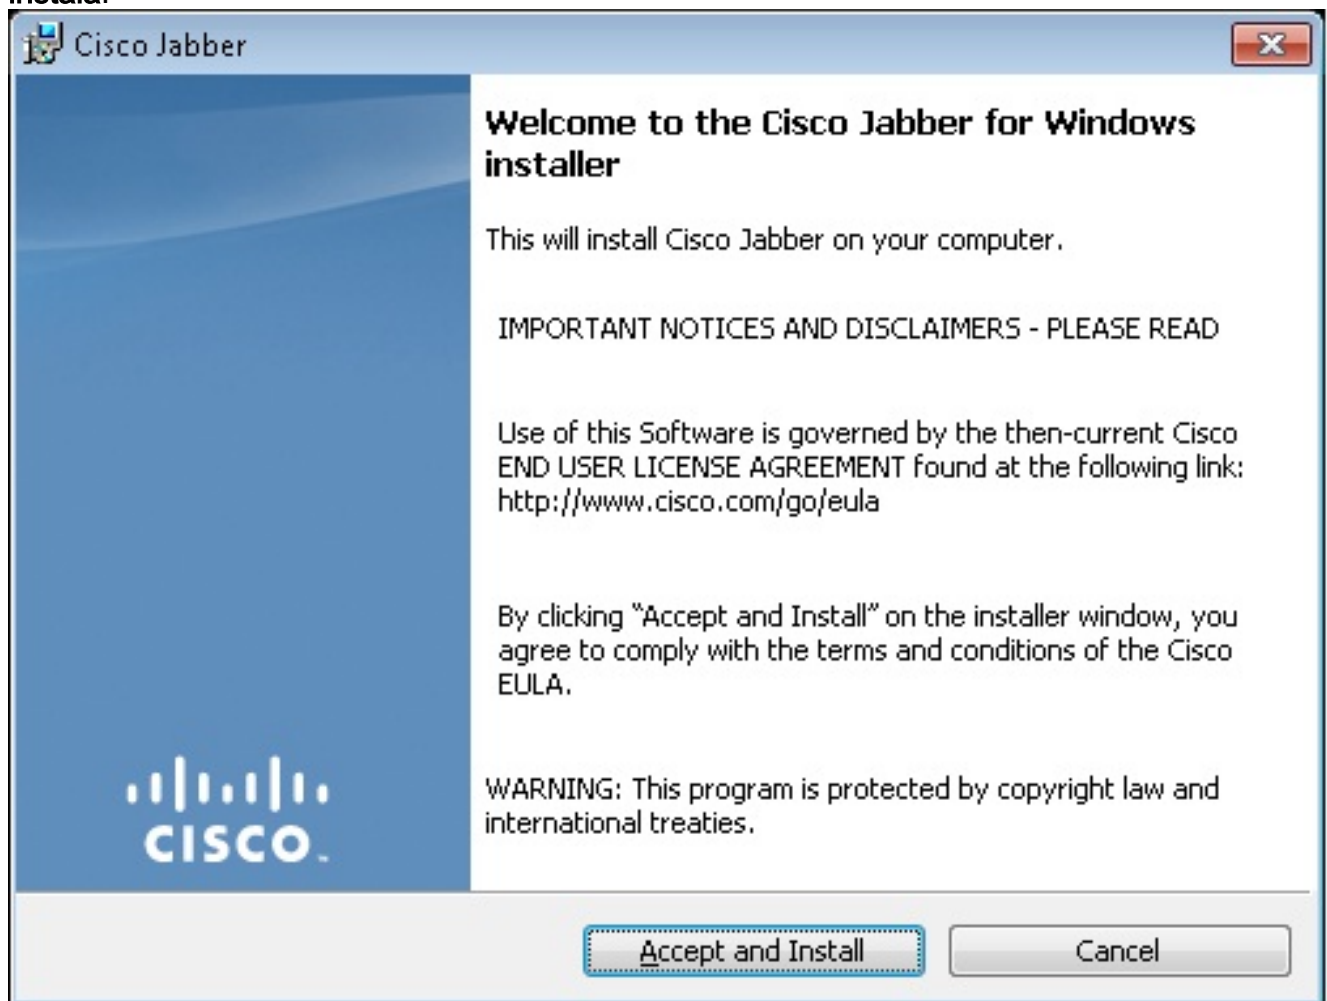 Cisco Jabber
Welcome to the Cisco Jabber for Windows
installer
This will install Cisco Jabber on your computer.
IMPORTANT NOTICES AND DISCLAIMERS - PLEASE READ
Use of this Software is governed by the then-current Cisco
END USER LICENSE AGREEMENT found at the following link:
http://www.cisco.com/go/eula
By clicking “Accept and Install” on the installer window, you
agree to comply with the terms and conditions of the Cisco
EULA.
WARNING: This program is protected by copyright law and
international treaties.
CISCO
Accept and Install
Cancel